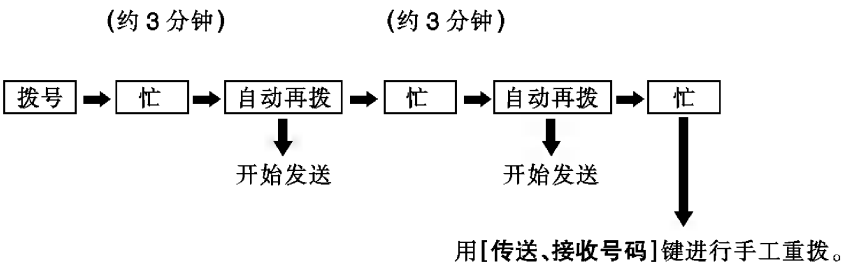 (约3分钟) (约3分钟)
拨号 忙 自动再拨 忙 自动再拨 忙
开始发送 开始发送
用[传送、接收号码]键进行手工重拨。